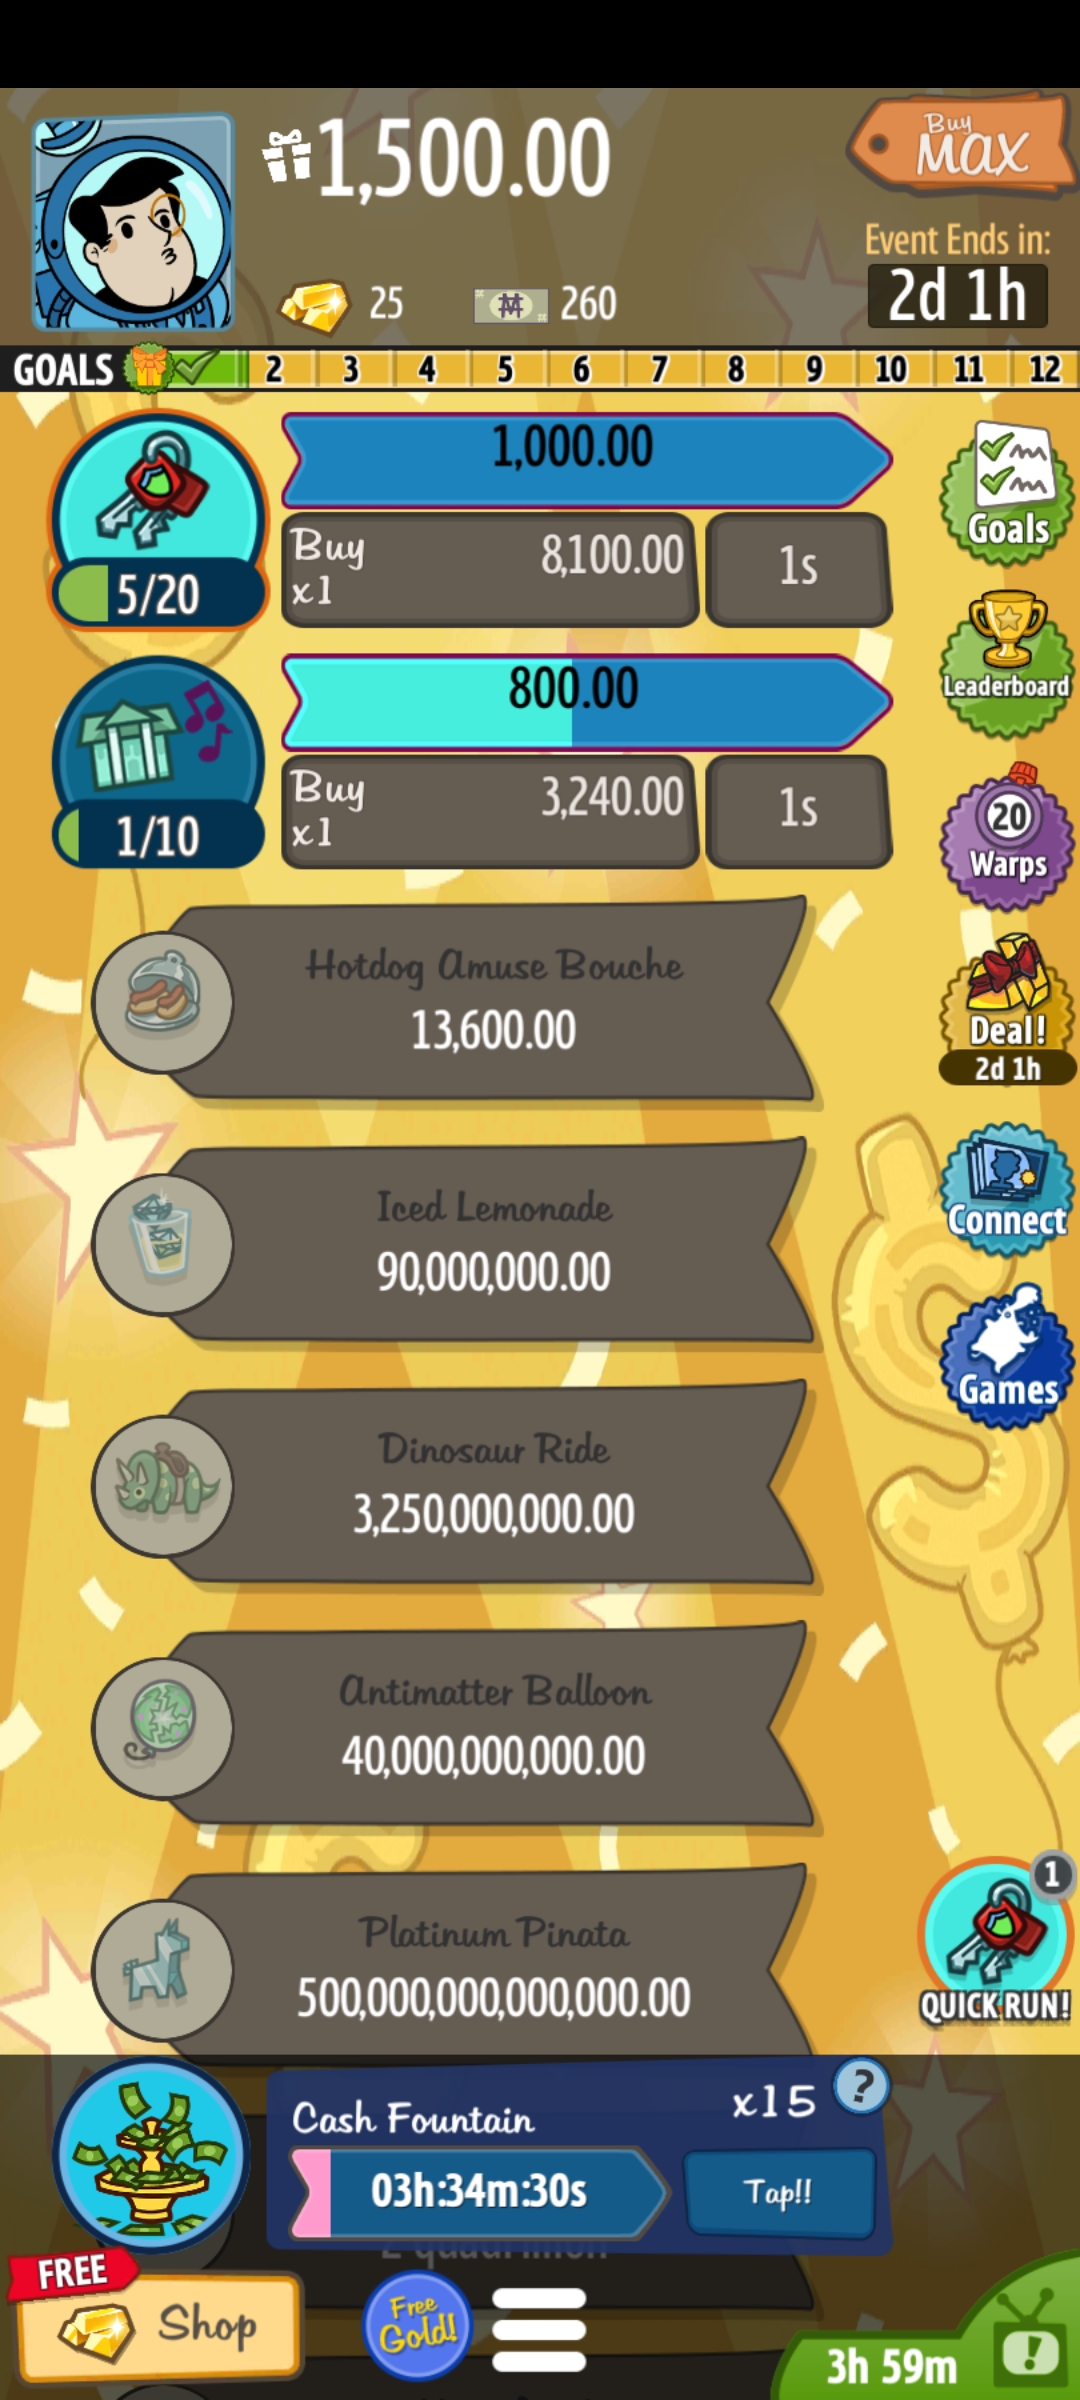 1,500.00
Buy
MAX
25
260
Event Ends in:
2d 1h
GOALS 2 3 4 5 6 7 8 9 10 11 12
1,000.00
Buy
x1
8,100.00
1s
5/20
Goals
800.00
Buy
x1
3,240.00
1s
1/10
Leaderboard
20
Warps
Hotdog Amuse Bouche
13,600.00
Deal!
2d 1h
Iced Lemonade
90,000,000.00
Connect
Dinosaur Ride
3,250,000,000.00
Games
Antimatter Balloon
40,000,000,000.00
Platinum Pinata
500,000,000,000,000.00
1
QUICK RUN!
Cash Fountain
x15
?
03h:34m:30s
Tap!!
FREE
Shop
Free
Gold!
3h 59m
!